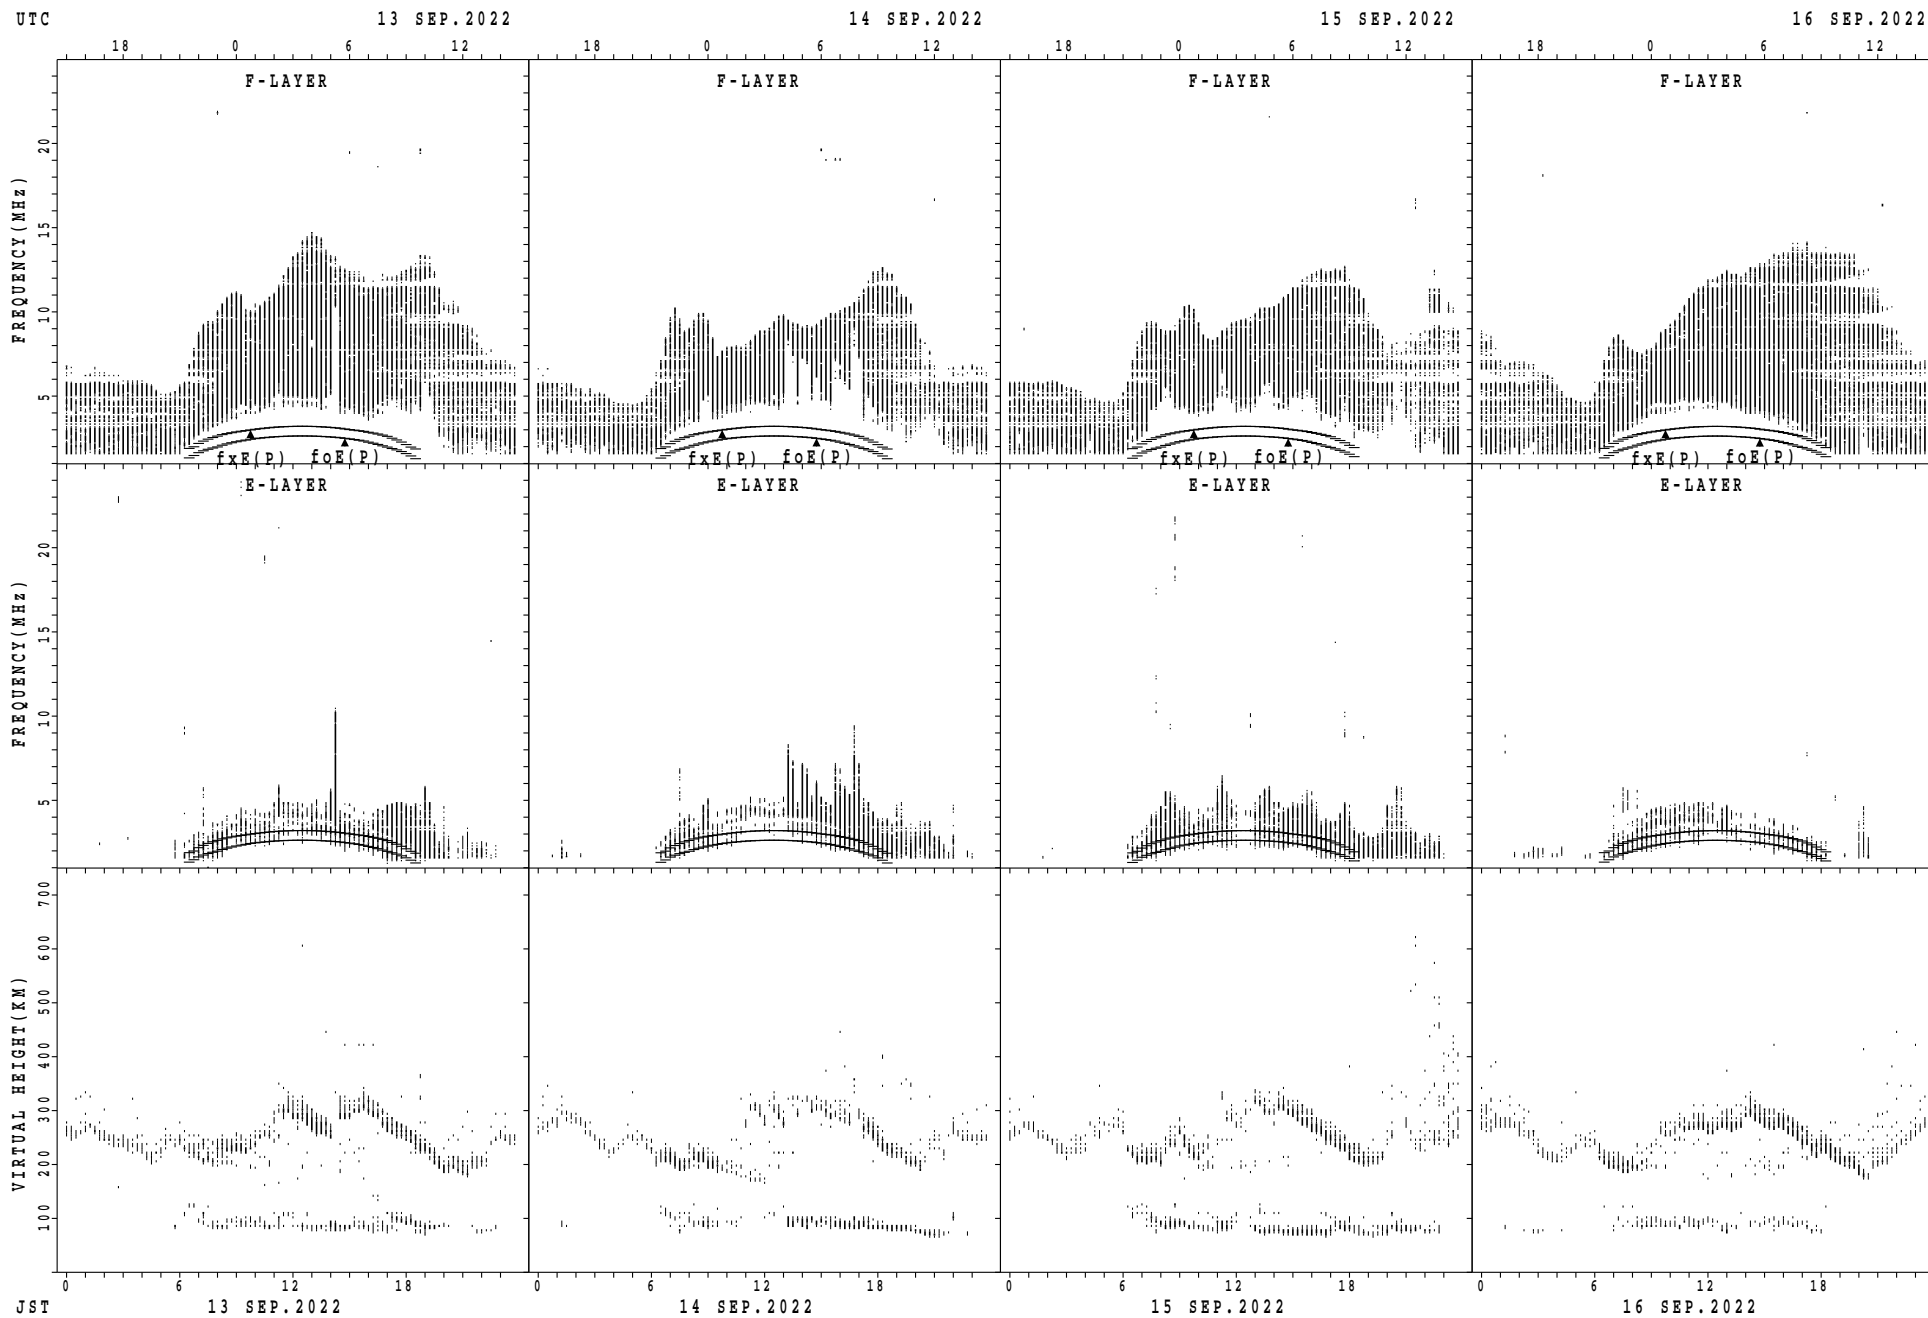 UTC 13 SEP.2022 14 SEP.2022 15 SEP.2022 16 SEP.2022
18 0 6 12 18 0 6 12 18 0 6 12 18 0 6 12
F-LAYER F-LAYER F-LAYER F-LAYER
FREQUENCY(MHz)
20
15
10
5
fxE(P) foE(P) fxE(P) foE(P) fxE(P) foE(P) fxE(P) foE(P)
E-LAYER E-LAYER E-LAYER E-LAYER
FREQUENCY(MHz)
20
15
10
5
VIRTUAL HEIGHT(KM)
700
600
500
400
300
200
100
0 6 12 18 0 6 12 18 0 6 12 18 0 6 12 18
JST 13 SEP.2022 14 SEP.2022 15 SEP.2022 16 SEP.2022